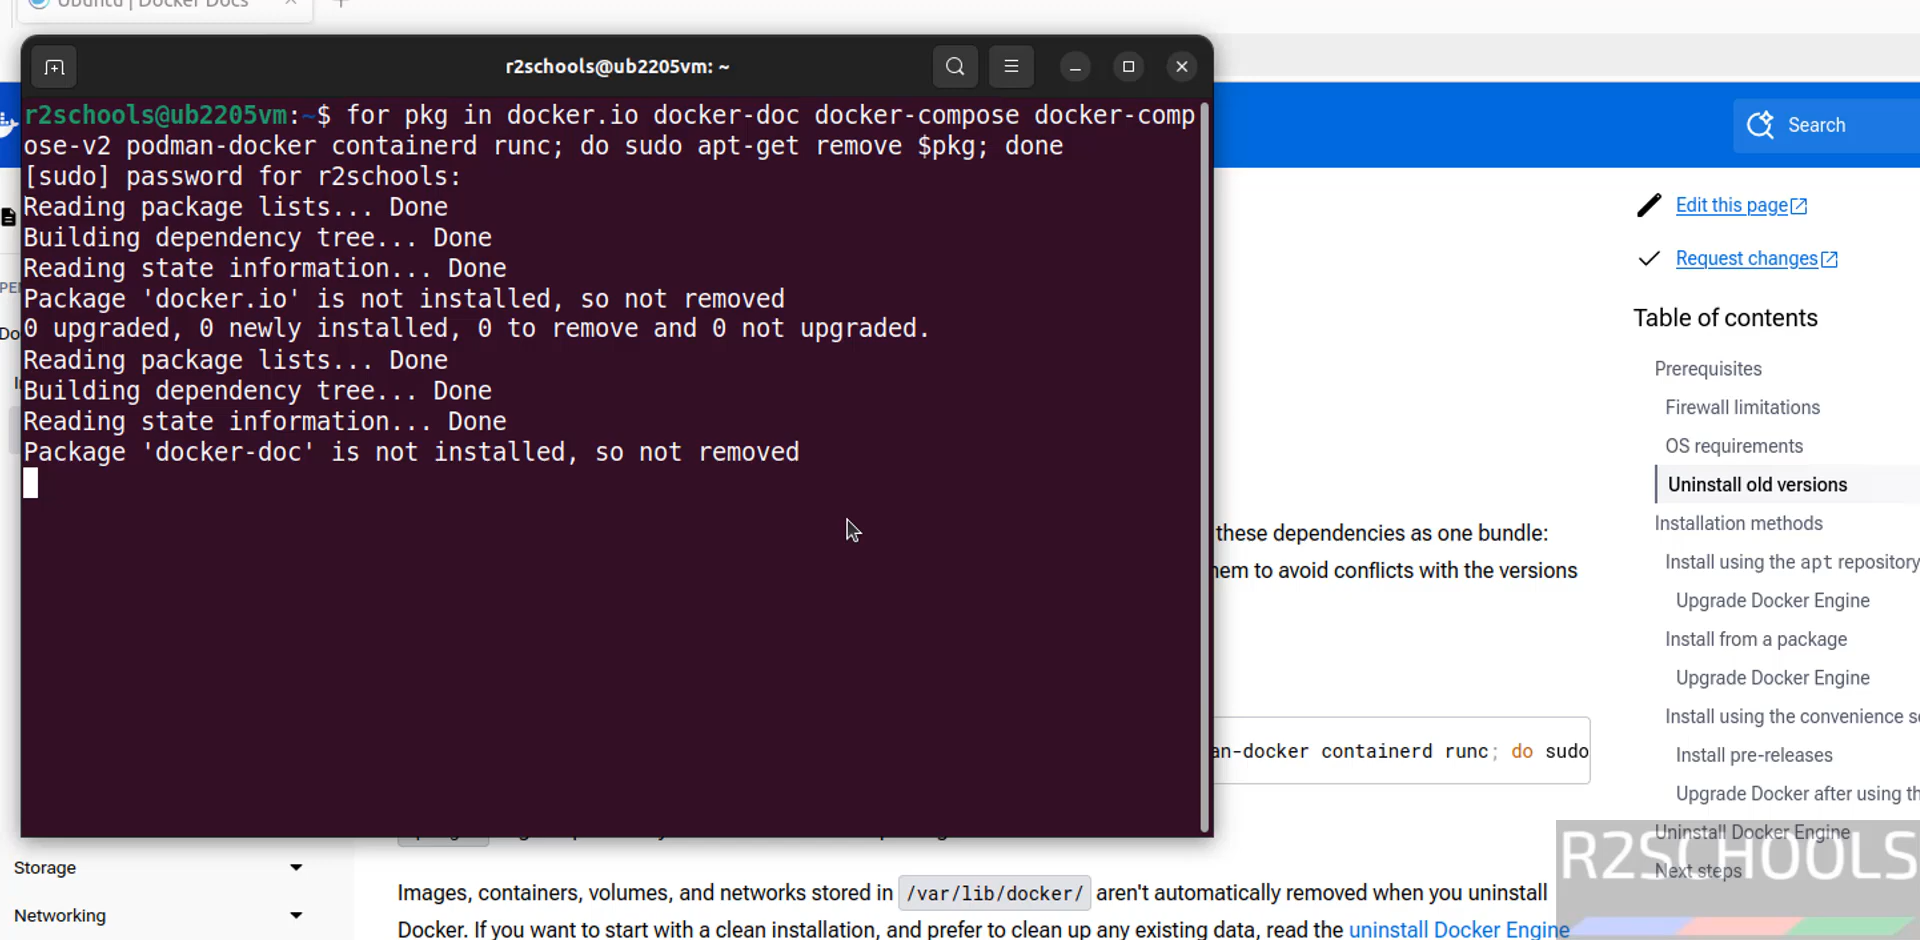 Ubuntu | Docker Docs
r2schools@ub2205vm: ~
r2schools@ub2205vm:~$ for pkg in docker.io docker-doc docker-compose docker-comp
ose-v2 podman-docker containerd runc; do sudo apt-get remove $pkg; done
[sudo] password for r2schools:
Reading package lists... Done
Building dependency tree... Done
Reading state information... Done
Package 'docker.io' is not installed, so not removed
0 upgraded, 0 newly installed, 0 to remove and 0 not upgraded.
Reading package lists... Done
Building dependency tree... Done
Reading state information... Done
Package 'docker-doc' is not installed, so not removed
Search
Edit this page
Request changes
Table of contents
Prerequisites
Firewall limitations
OS requirements
Uninstall old versions
Installation methods
Install using the apt repository
Upgrade Docker Engine
Install from a package
Upgrade Docker Engine
Install using the convenience
Install pre-releases
Upgrade Docker after using
Uninstall Docker Engine
Next steps
these dependencies as one bundle:
to avoid conflicts with the versions
an-docker containerd runc; do sudo
Storage
Networking
Images, containers, volumes, and networks stored in /var/lib/docker/ aren't automatically removed when you uninstall
Docker. If you want to start with a clean installation, and prefer to clean up any existing data, read the uninstall Docker Engine
R2SCHOOLS